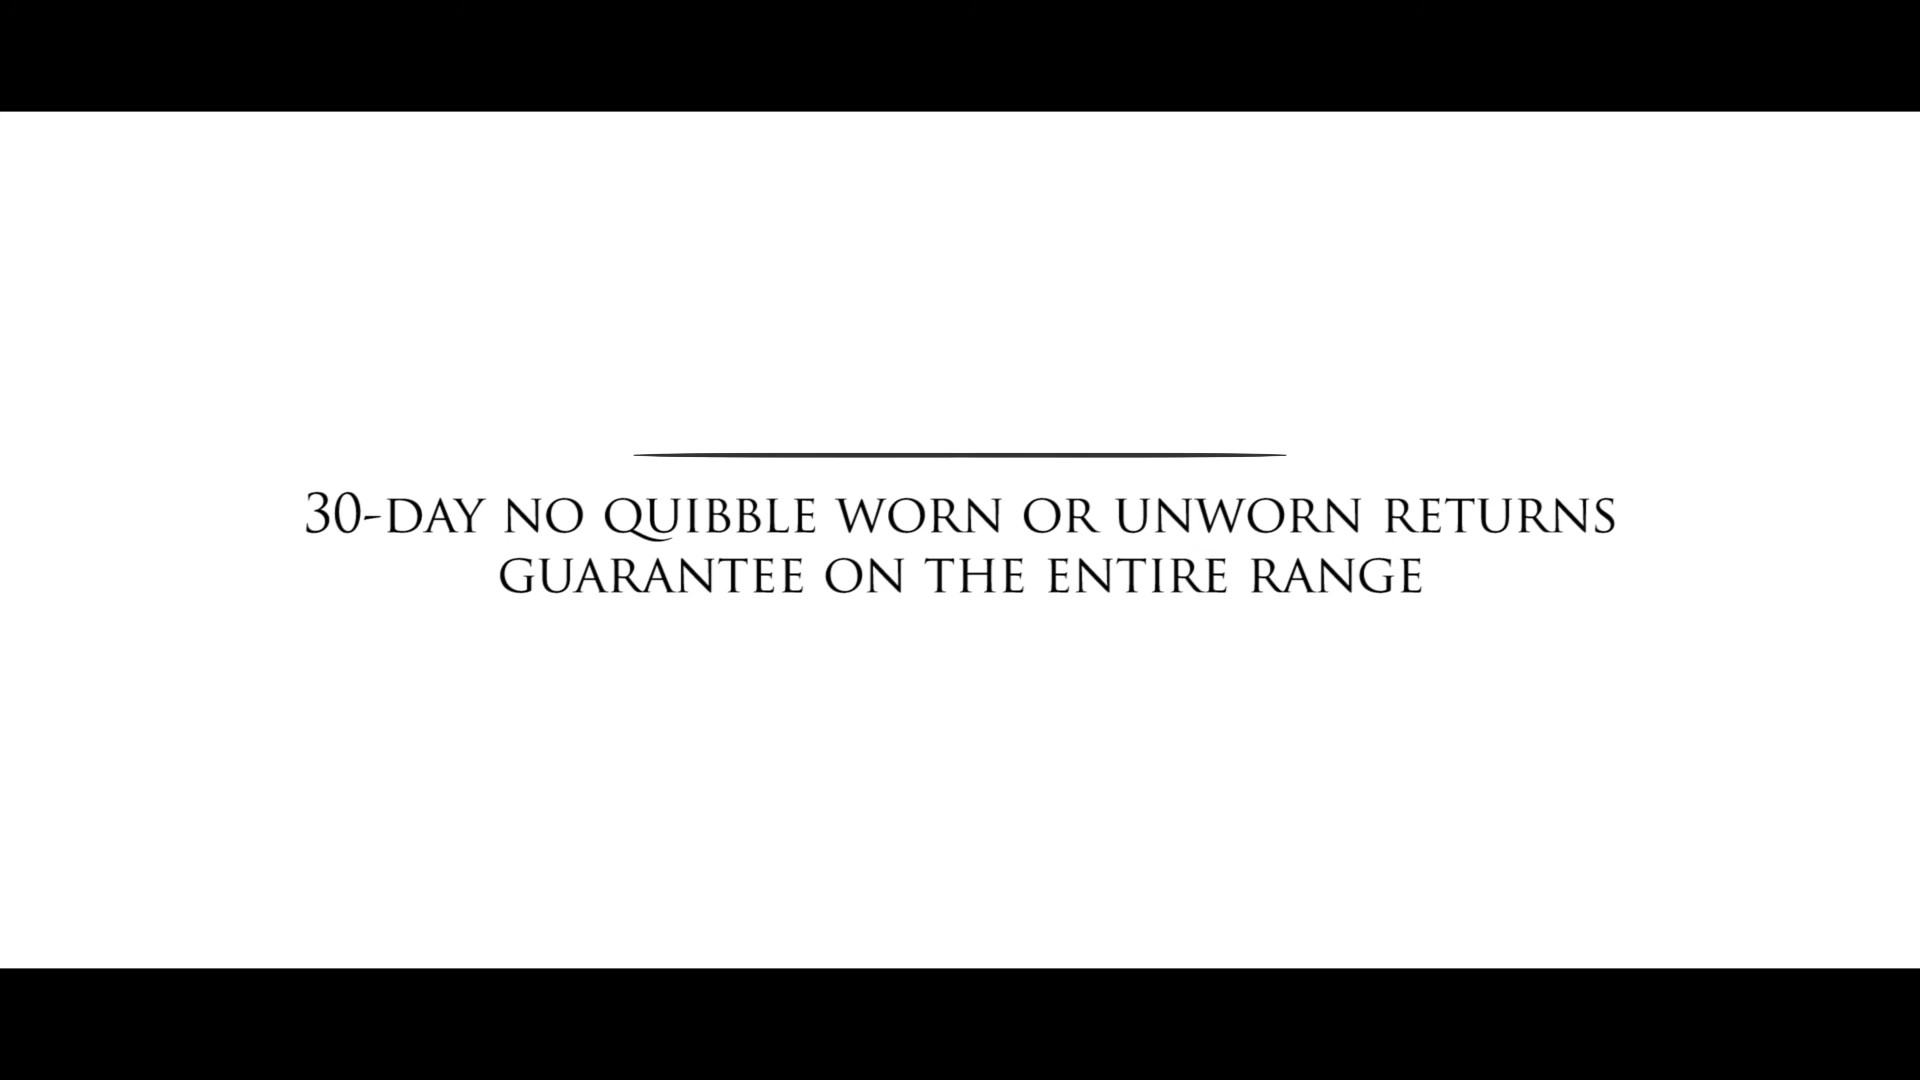 30-DAY NO QUIBBLE WORN OR UNWORN RETURNS
GUARANTEE ON THE ENTIRE RANGE